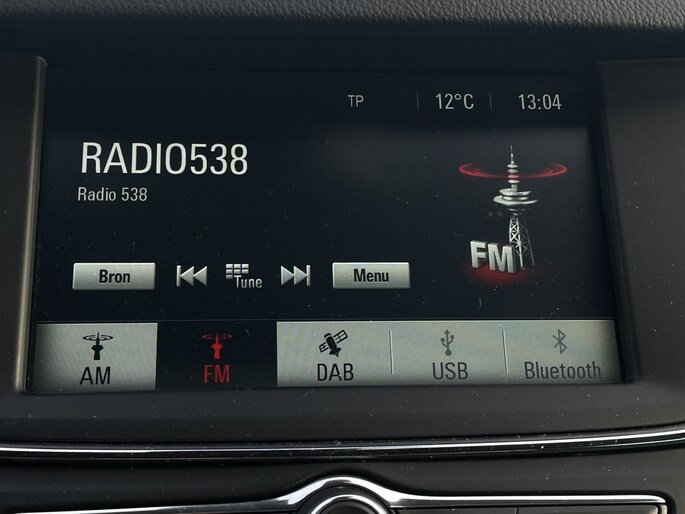 TP 12°C 13:04
RADIO538
Radio 538
FM
Bron Tune Menu
AM FM DAB USB Bluetooth